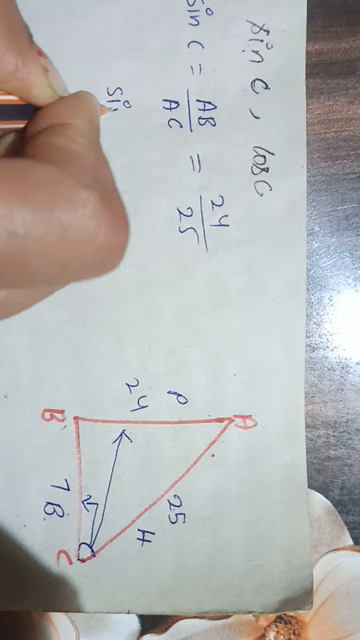 sin C, cos C
sin C = AB / AC = 24 / 25
sin
A
P
24
25
H
B
7
B
C